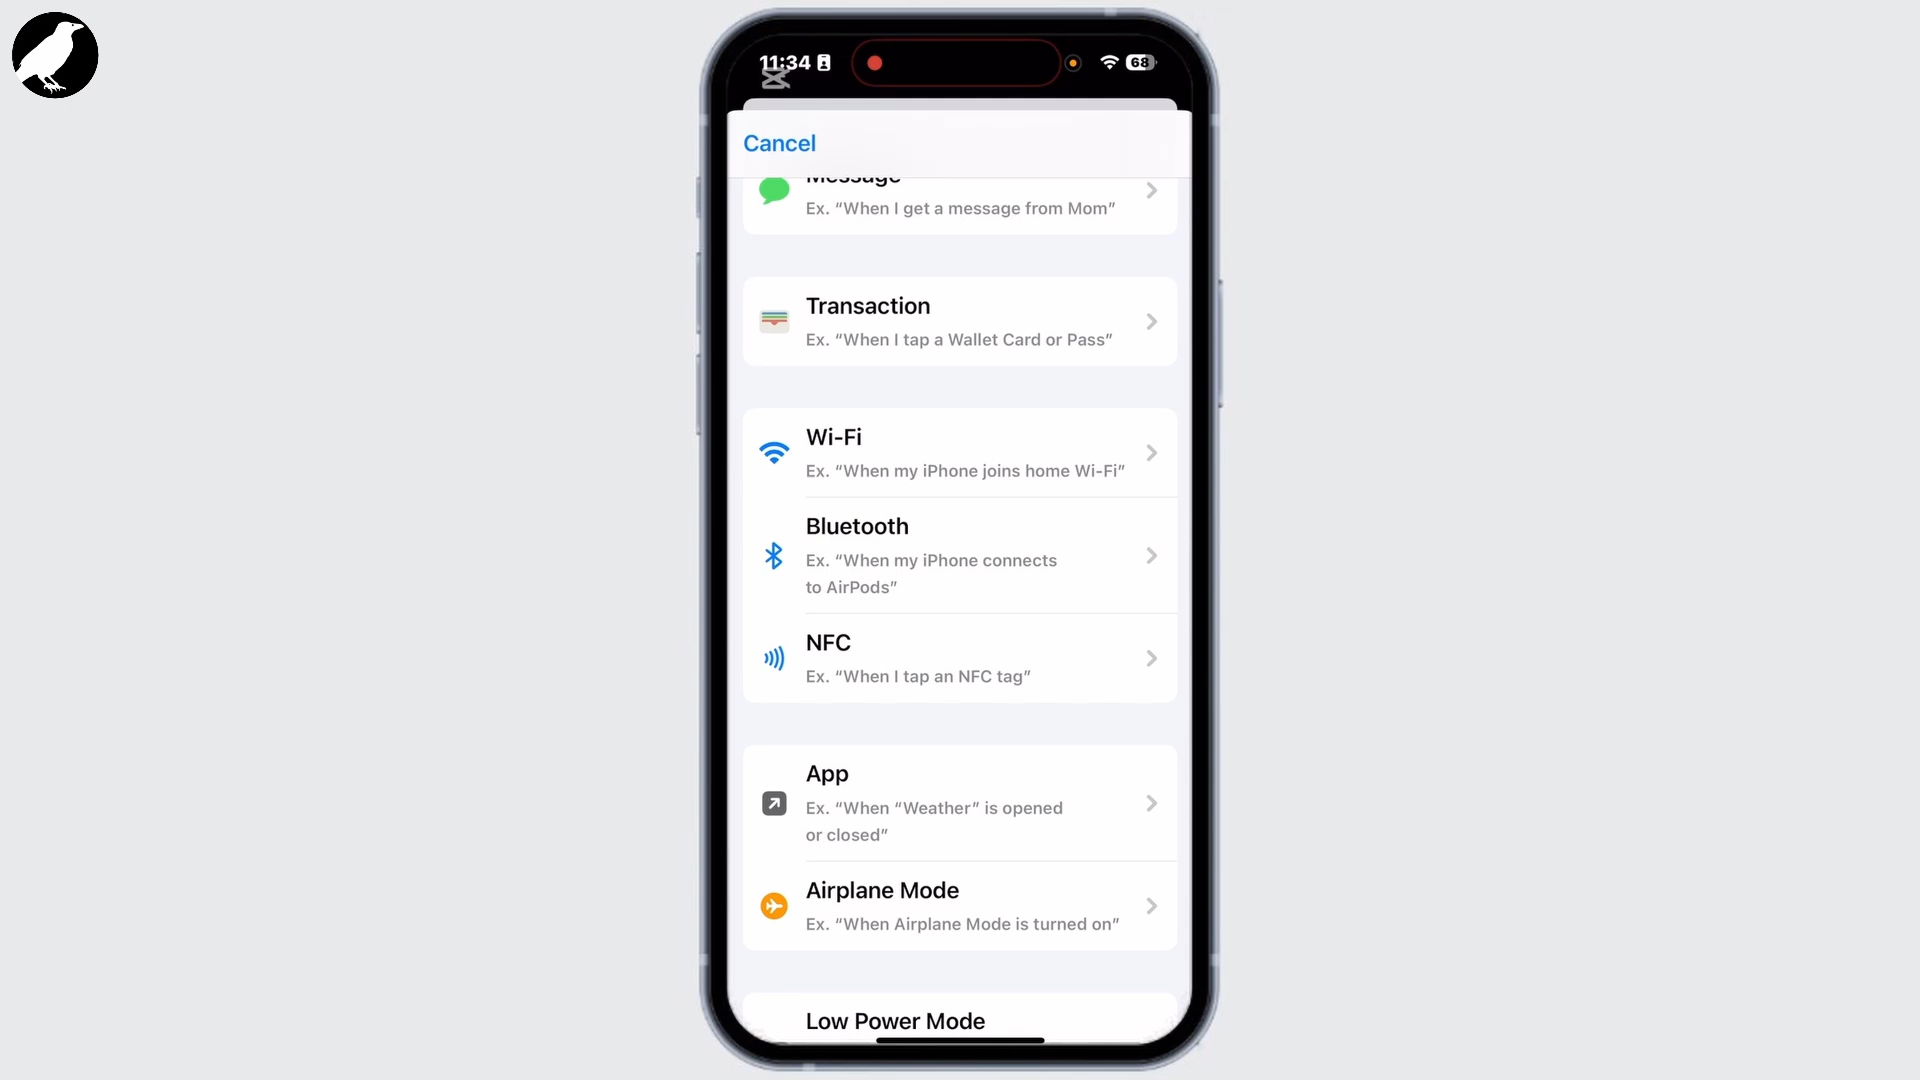 11:34
68
Cancel
Message
Ex. “When I get a message from Mom”
Transaction
Ex. “When I tap a Wallet Card or Pass”
Wi-Fi
Ex. “When my iPhone joins home Wi-Fi”
Bluetooth
Ex. “When my iPhone connects
to AirPods”
NFC
Ex. “When I tap an NFC tag”
App
Ex. “When “Weather” is opened
or closed”
Airplane Mode
Ex. “When Airplane Mode is turned on”
Low Power Mode